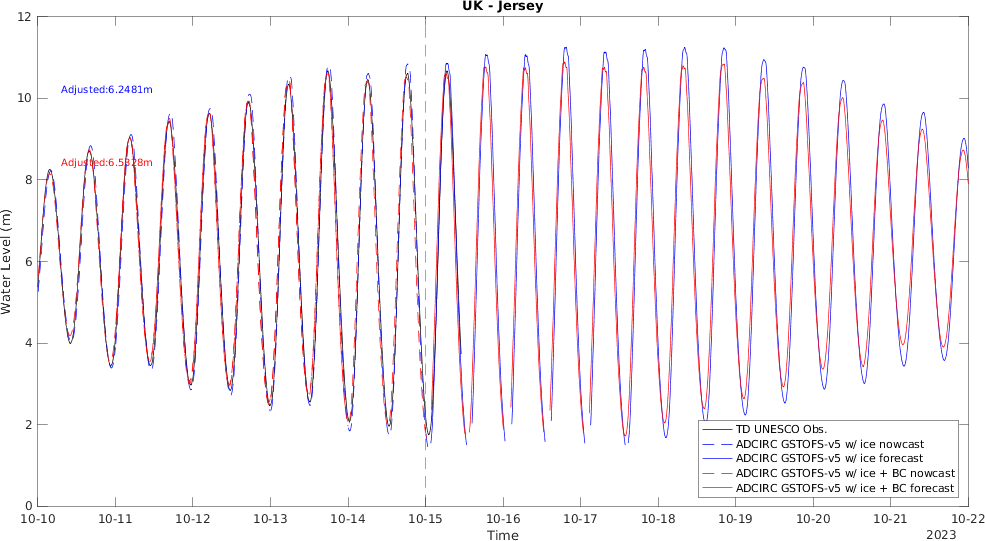 UK - Jersey
12
10
8
6
4
2
0
Water Level (m)
Adjusted:6.2481m
Adjusted:6.5328m
TD UNESCO Obs.
ADCIRC GSTOFS-v5 w/ ice nowcast
ADCIRC GSTOFS-v5 w/ ice forecast
ADCIRC GSTOFS-v5 w/ ice + BC nowcast
ADCIRC GSTOFS-v5 w/ ice + BC forecast
10-10 10-11 10-12 10-13 10-14 10-15 10-16 10-17 10-18 10-19 10-20 10-21 10-22
Time
2023